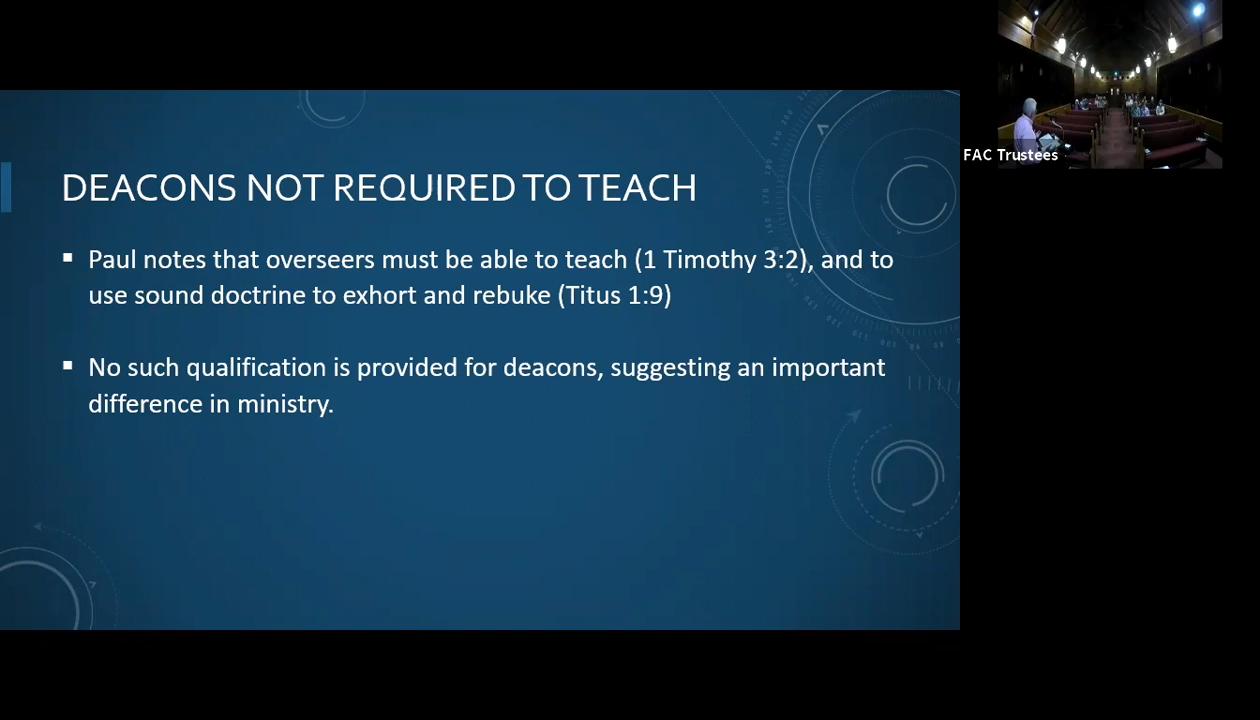 DEACONS NOT REQUIRED TO TEACH
▪ Paul notes that overseers must be able to teach (1 Timothy 3:2), and to
use sound doctrine to exhort and rebuke (Titus 1:9)
▪ No such qualification is provided for deacons, suggesting an important
difference in ministry.
FAC Trustees